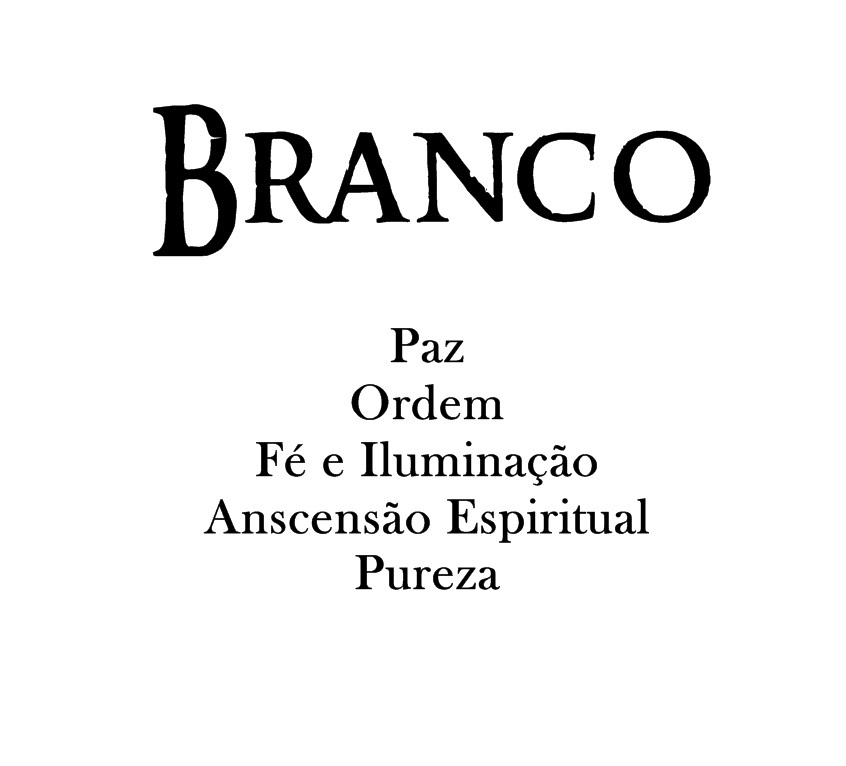 BRANCO
Paz
Ordem
Fé e Iluminação
Anscensão Espiritual
Pureza